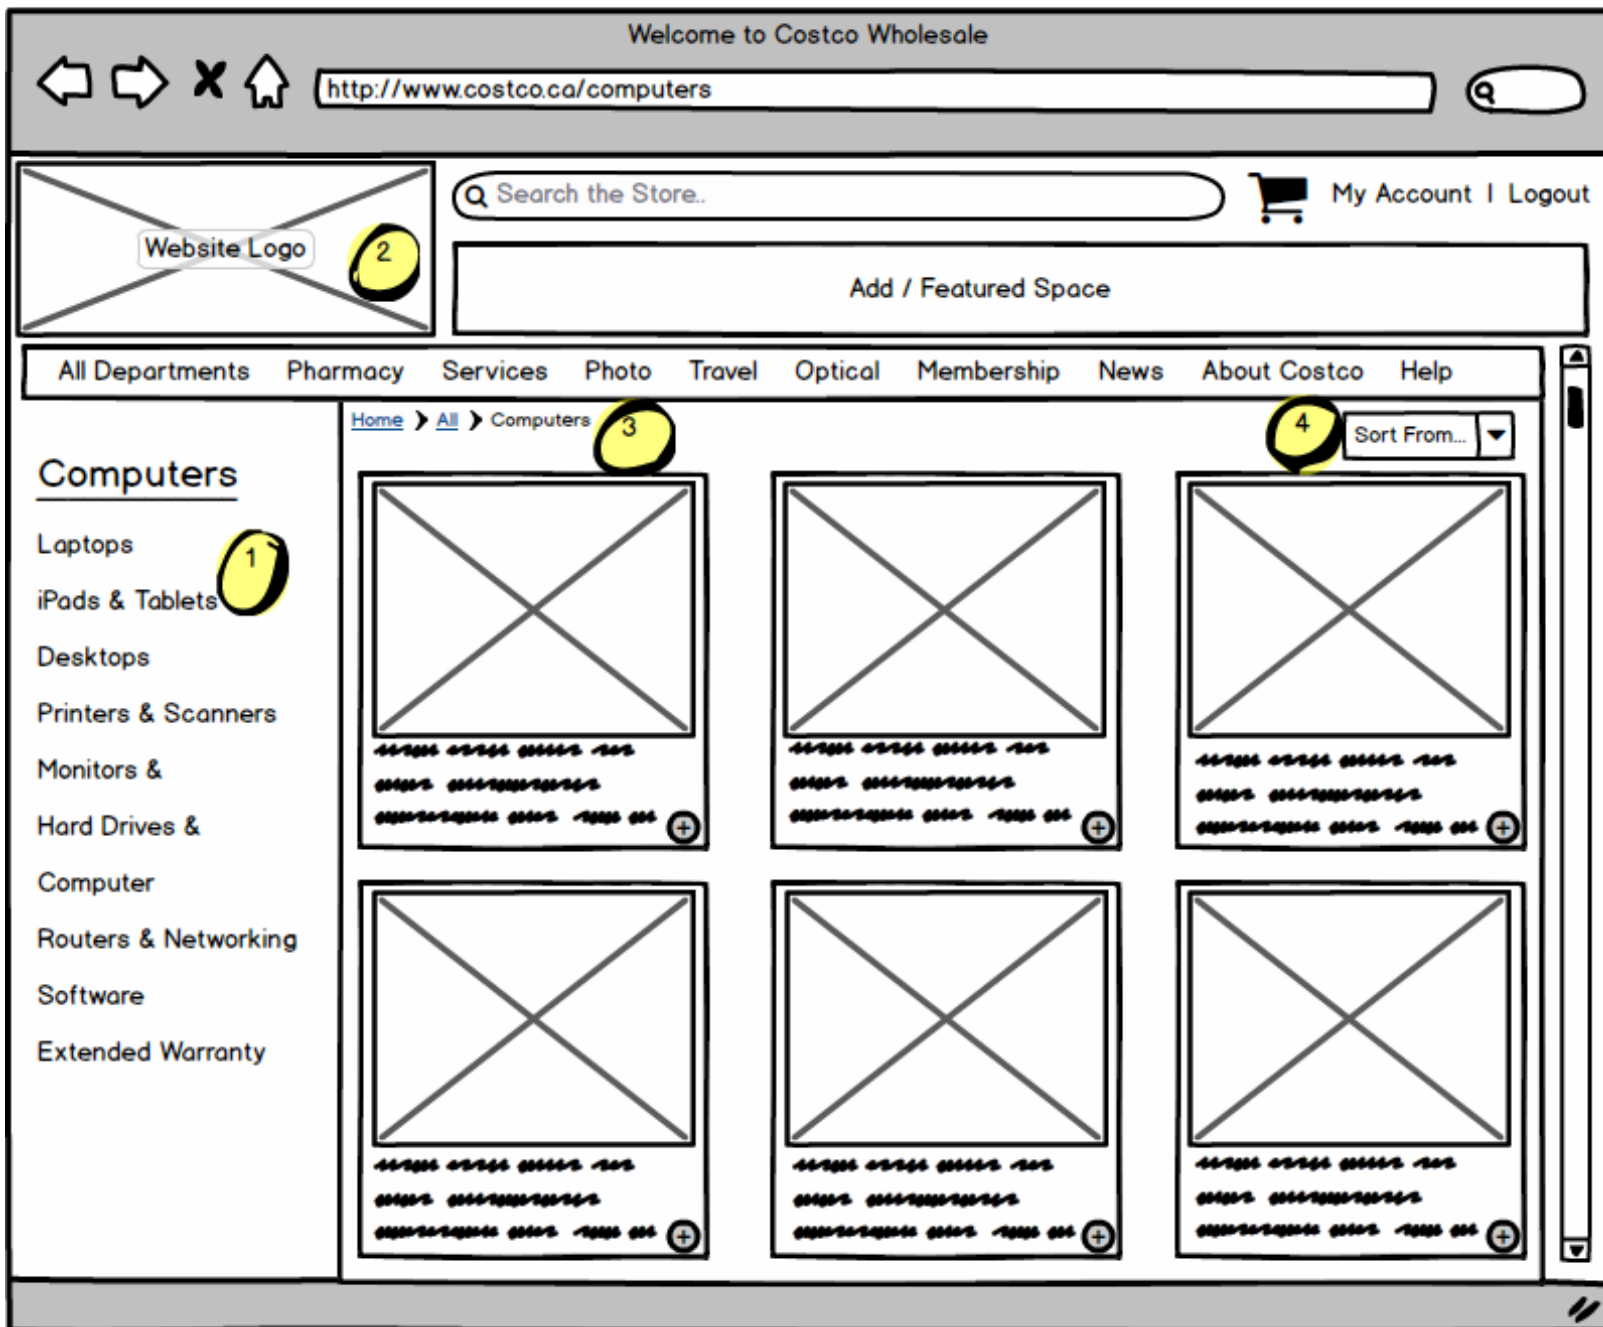 Welcome to Costco Wholesale
http://www.costco.ca/computers
Search the Store..
My Account | Logout
Website Logo
2
Add / Featured Space
All Departments Pharmacy Services Photo Travel Optical Membership News About Costco Help
Home All Computers
3
4
Sort From...
Computers
Laptops
1
iPads & Tablets
Desktops
Printers & Scanners
Monitors &
Hard Drives &
Computer
Routers & Networking
Software
Extended Warranty